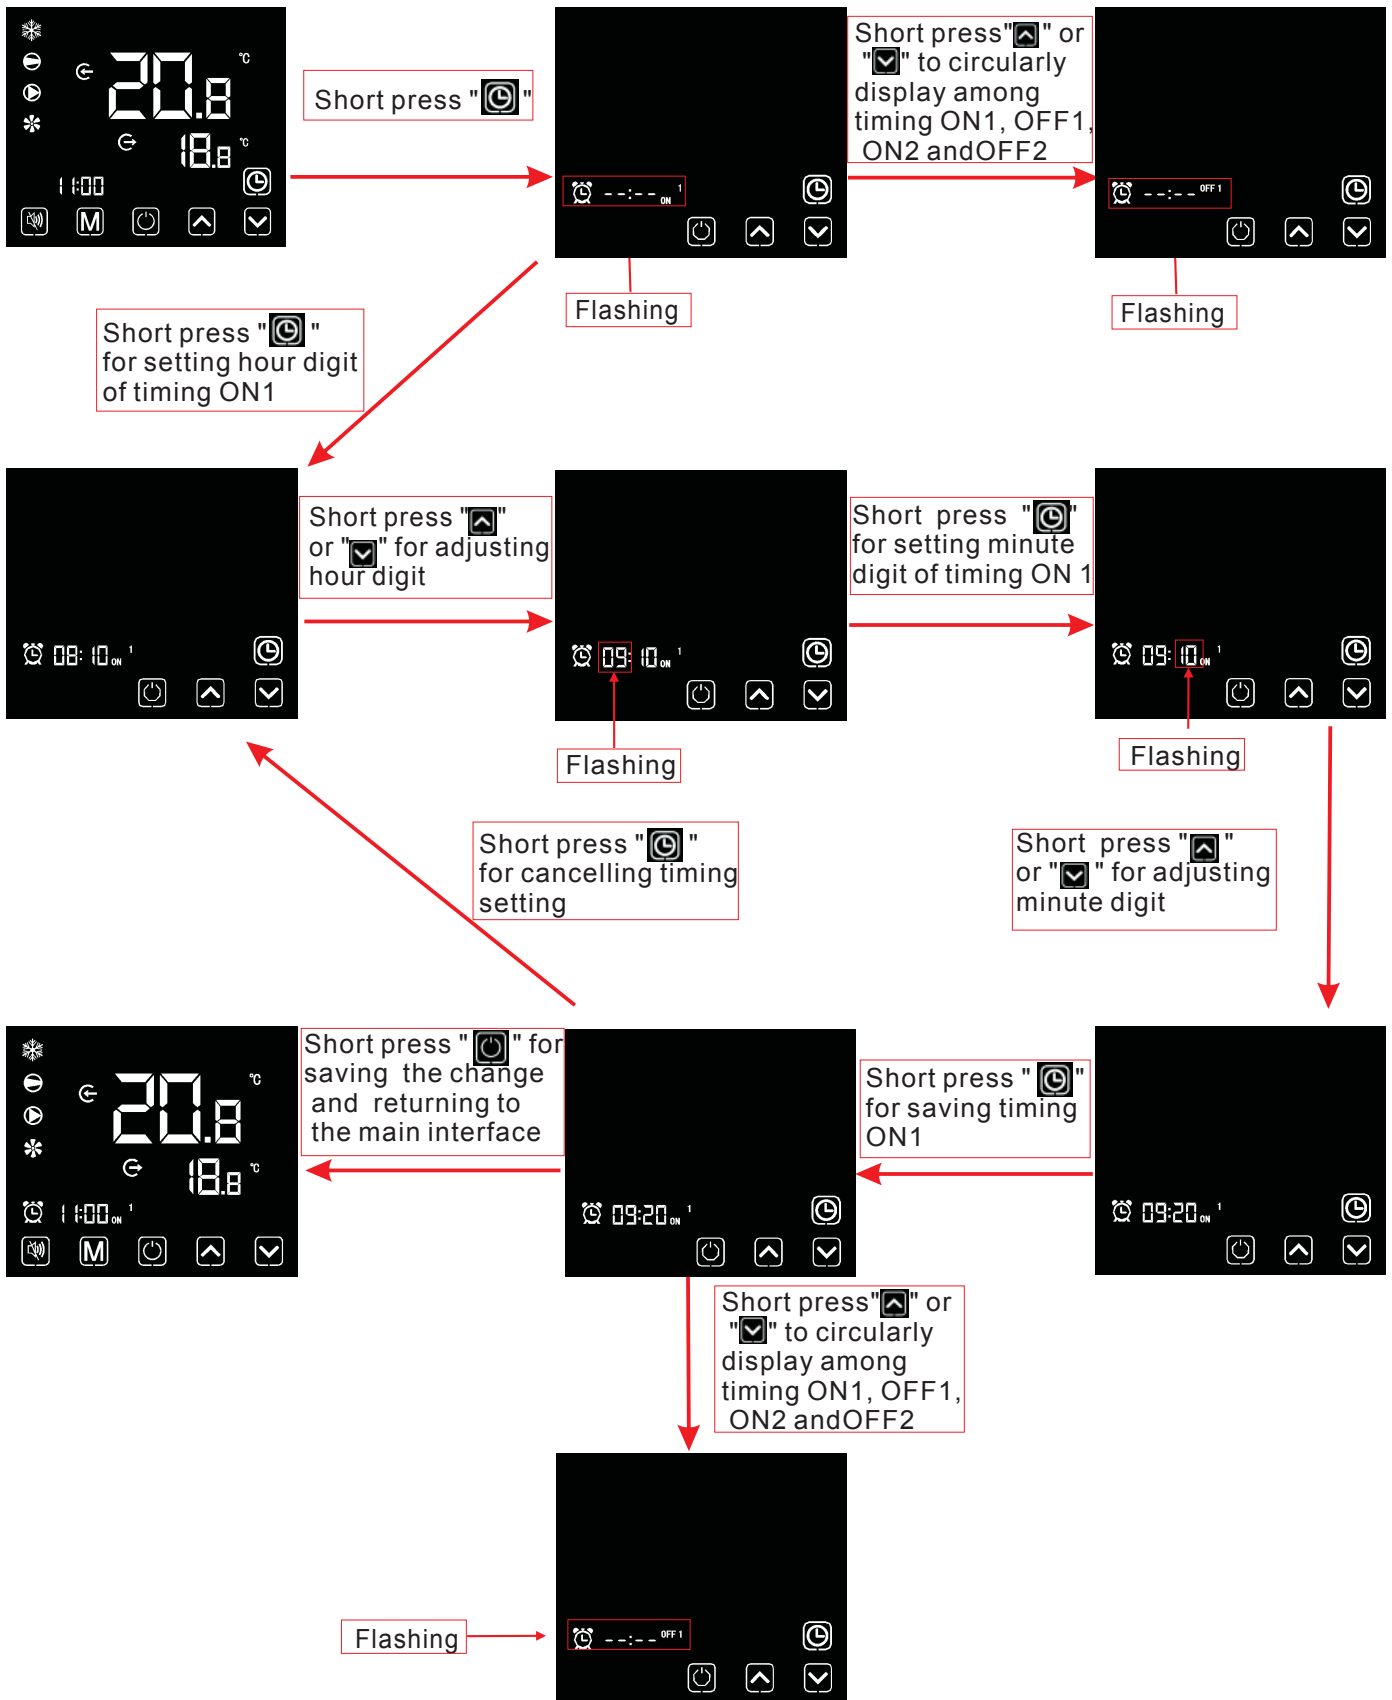 20.8 °C
18.8 °C
11:00
M
Short press " "
--:-- ON 1
Flashing
Short press" " or
" " to circularly
display among
timing ON1, OFF1,
ON2 andOFF2
--:-- OFF 1
Flashing
Short press " "
for setting hour digit
of timing ON1
08:10 ON 1
Short press " "
or " " for adjusting
hour digit
09:10 ON 1
Flashing
Short press " "
for setting minute
digit of timing ON 1
09:10 ON 1
Flashing
Short press " "
for cancelling timing
setting
Short press " "
or " " for adjusting
minute digit
20.8 °C
18.8 °C
11:00 ON 1
M
Short press " " for
saving the change
and returning to
the main interface
09:20 ON 1
Short press " "
for saving timing
ON1
09:20 ON 1
Short press" " or
" " to circularly
display among
timing ON1, OFF1,
ON2 andOFF2
Flashing
--:-- OFF 1